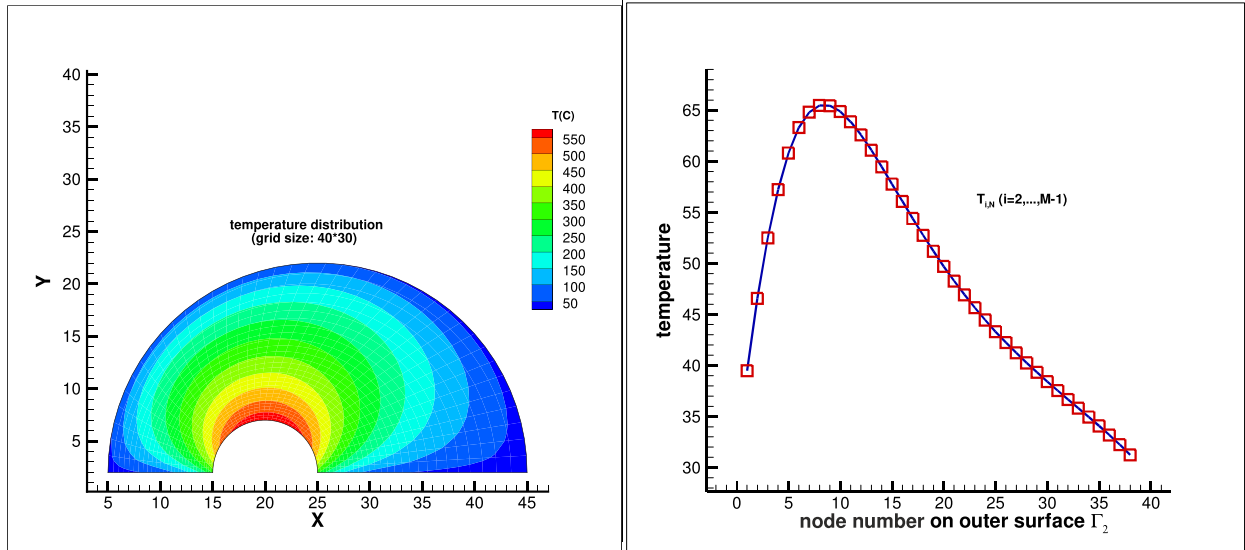 40
35
30
25
20
15
10
5
Y
temperature distribution
(grid size: 40*30)
T(C)
550
500
450
400
350
300
250
200
150
100
50
5 10 15 20 25 30 35 40 45
X
65
60
55
50
45
40
35
30
temperature
T i,N (i=2,...,M-1)
0 5 10 15 20 25 30 35 40
node number on outer surface Γ2